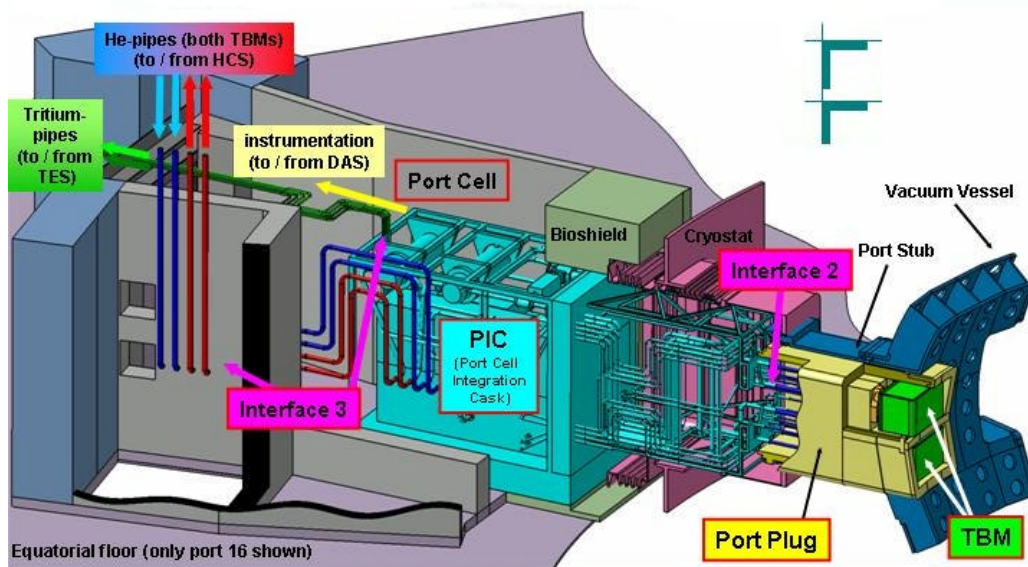 He-pipes (both TBMs)
(to / from HCS)
Tritium-
pipes
(to / from
TES)
instrumentation
(to / from DAS)
Port Cell
Vacuum Vessel
Bioshield
Cryostat
Port Stub
Interface 2
PIC
(Port Cell
Integration
Cask)
Interface 3
Port Plug
TBM
Equatorial floor (only port 16 shown)